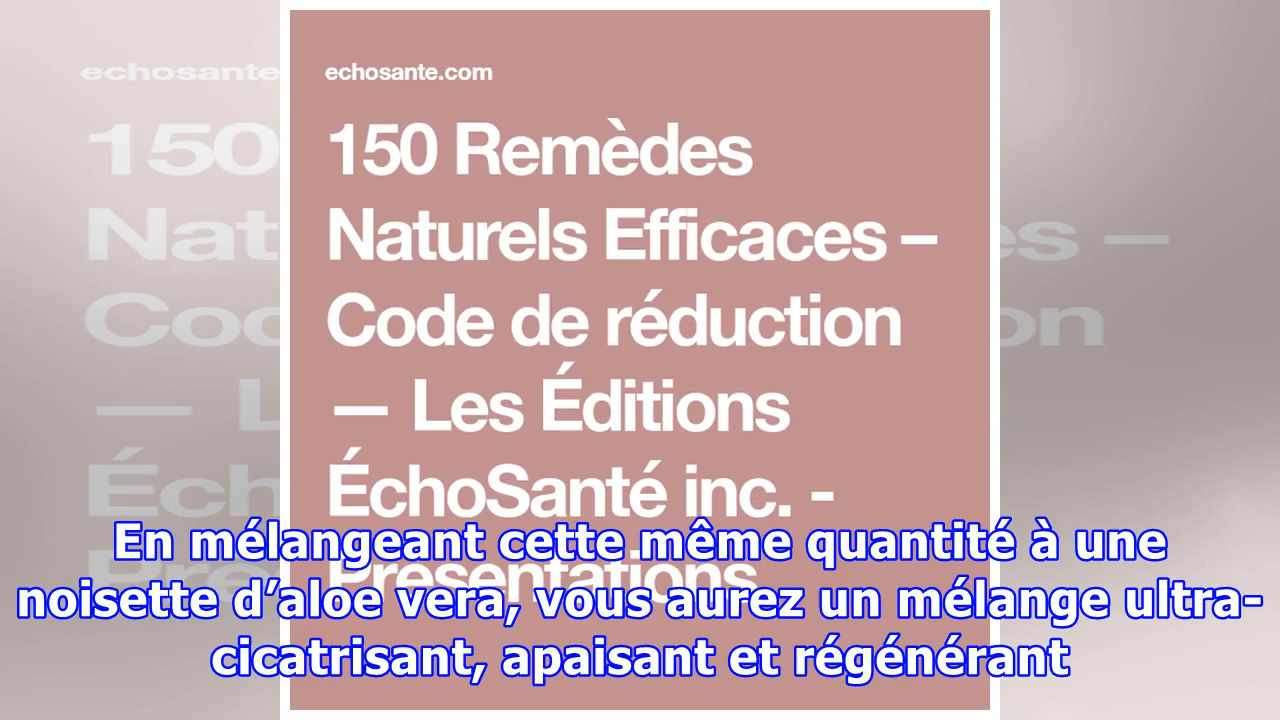 echosante.com
150 Remèdes
Naturels Efficaces –
Code de réduction
— Les Éditions
ÉchoSanté inc. -
Presentations
En mélangeant cette même quantité à une
noisette d’aloe vera, vous aurez un mélange ultra-
cicatrisant, apaisant et régénérant